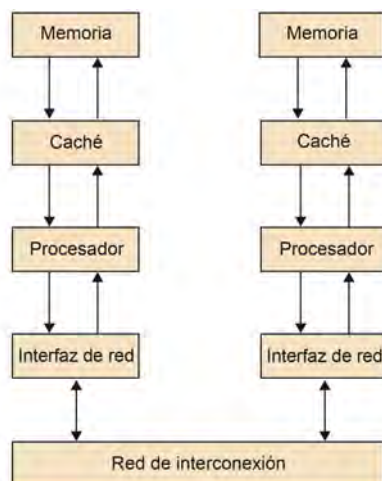 Memoria
Memoria
Caché
Caché
Procesador
Procesador
Interfaz de red
Interfaz de red
Red de interconexión